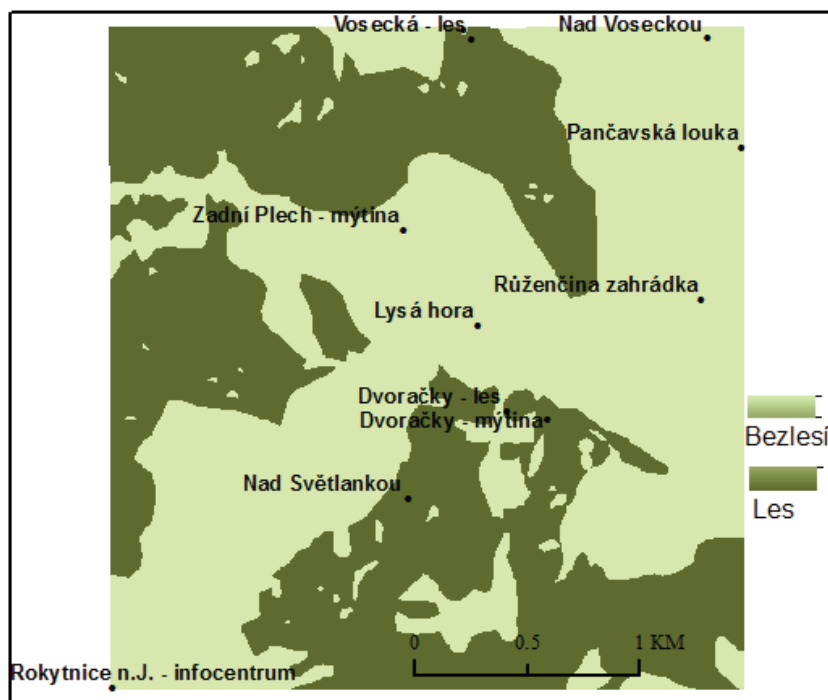 Vosecká - les
Nad Voseckou
Pančavská louka
Zadní Plech - mýtina
Růženčina zahrádka
Lysá hora
Dvoračky - les
Dvoračky - mýtina
Bezlesí
Nad Světlankou
Les
0 0.5 1 KM
Rokytnice n.J. - infocentrum